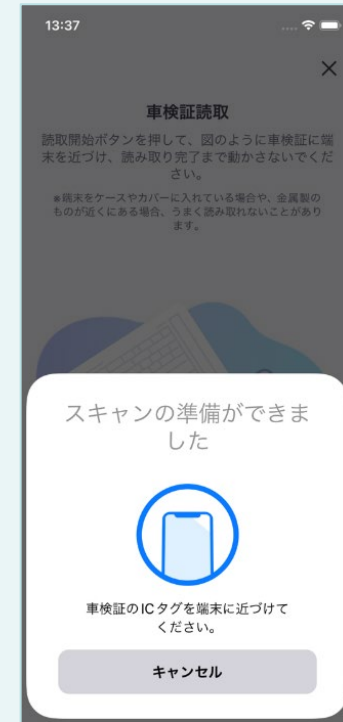 13:37
車検証読取
読取開始ボタンを押して、図のように車検証に端
末を近づけ、読み取り完了まで動かさないでくだ
さい。
※端末をケースやカバーに入れている場合や、金属製の
ものが近くにある場合、うまく読み取れないことがあり
ます。
スキャンの準備ができま
した
車検証のICタグを端末に近づけて
ください。
キャンセル